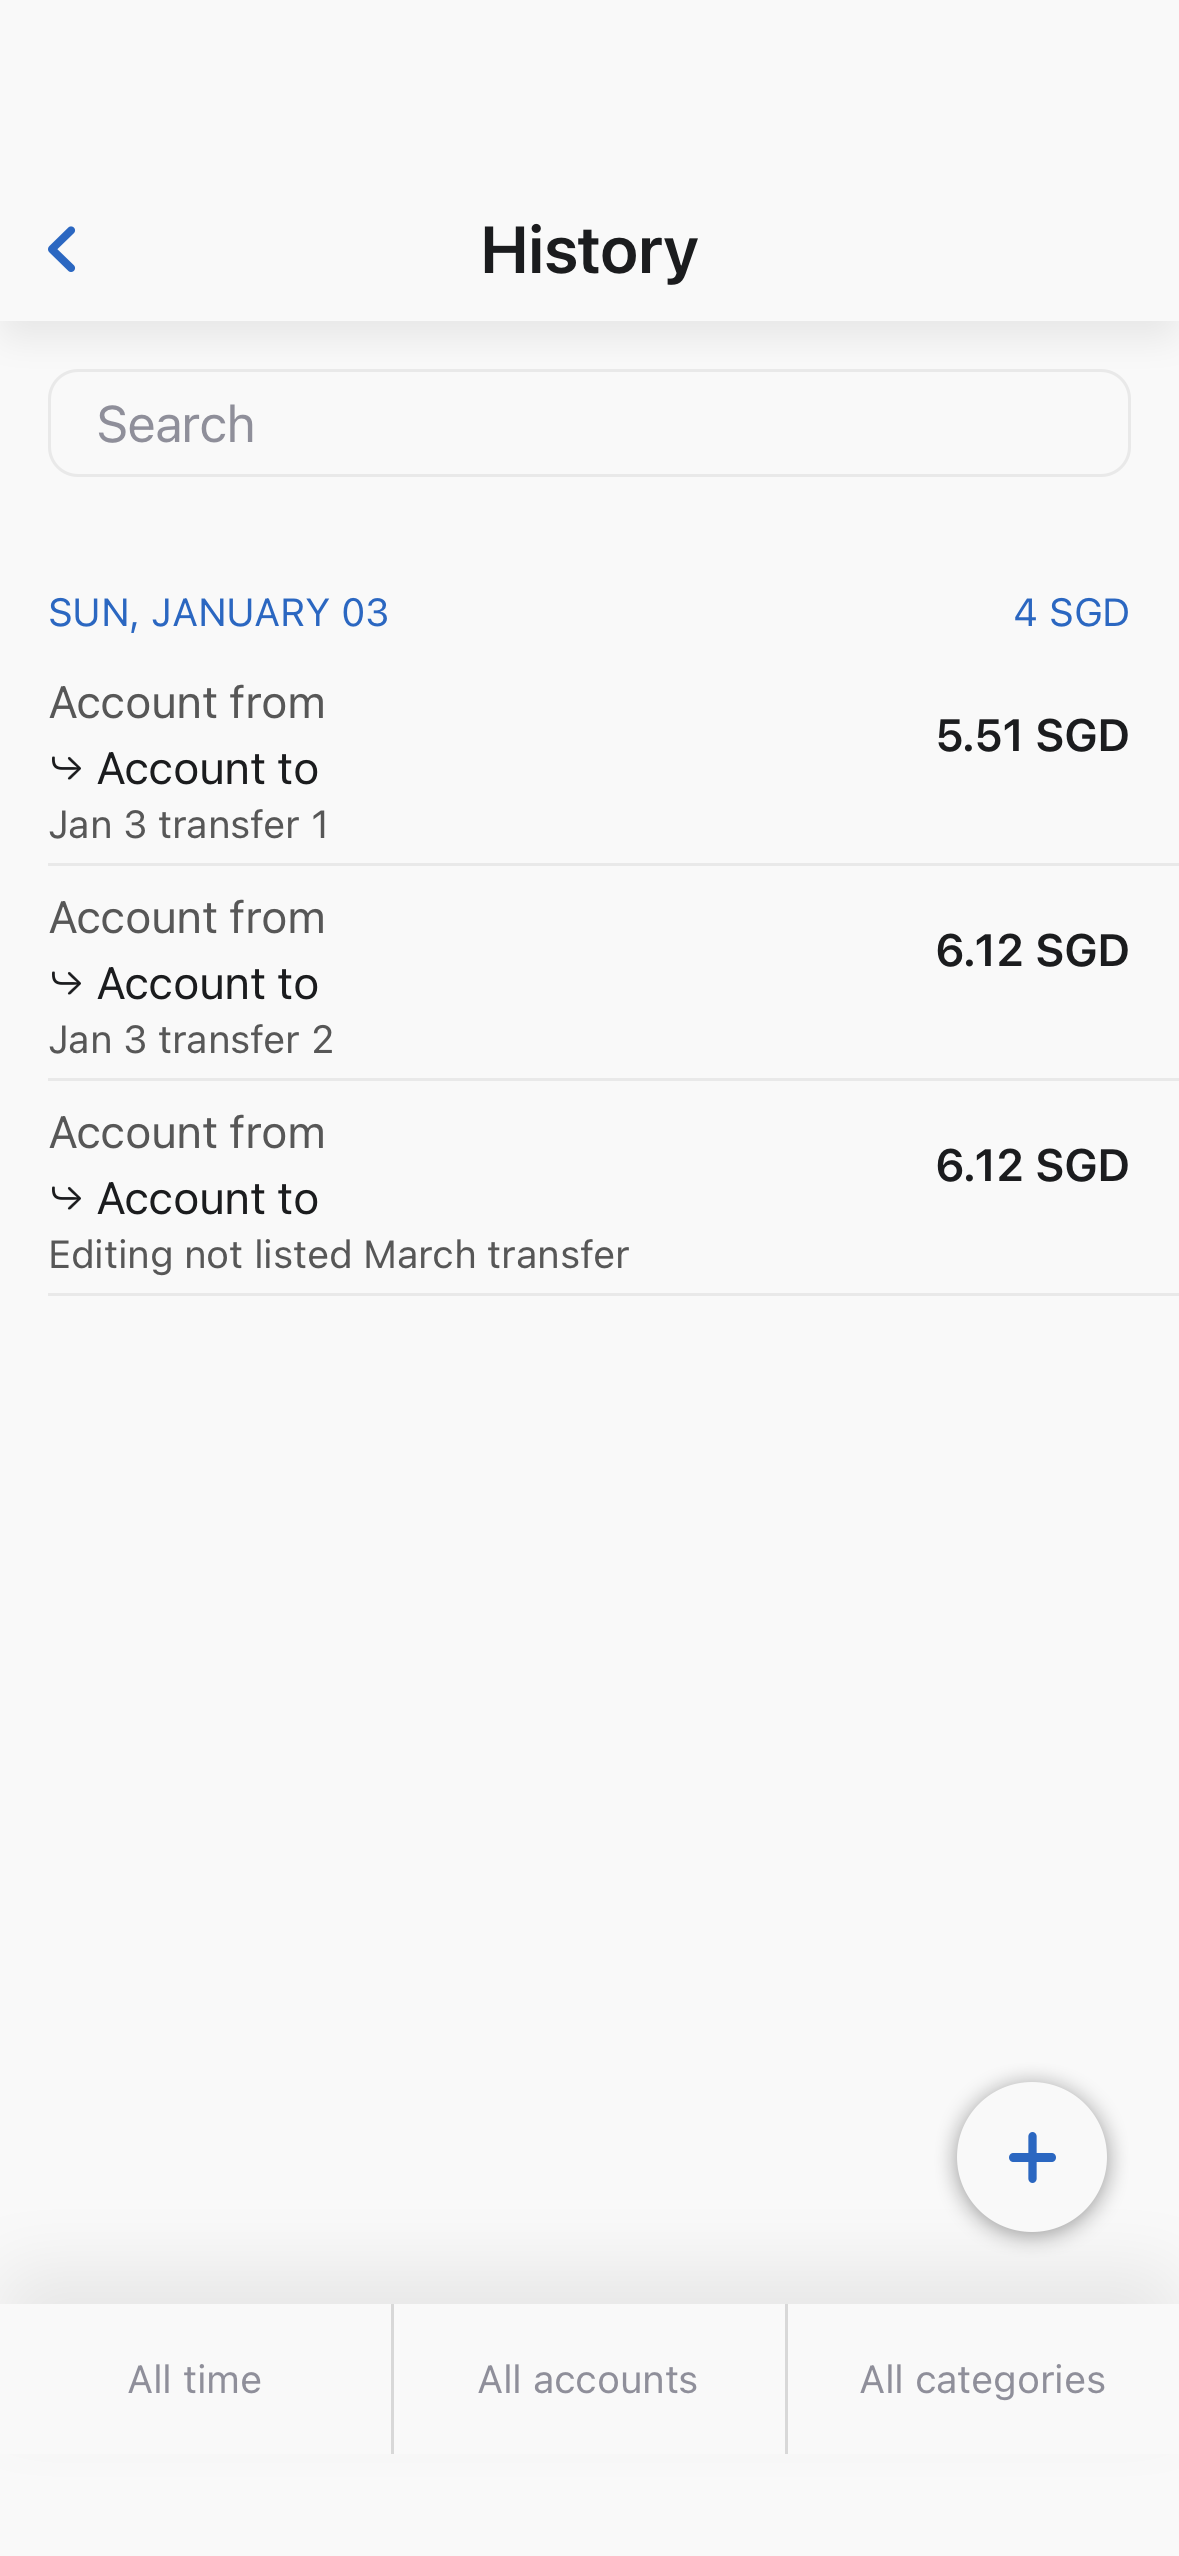 History
Search
SUN, JANUARY 03 4 SGD
Account from
5.51 SGD
Account to
Jan 3 transfer 1
Account from
6.12 SGD
Account to
Jan 3 transfer 2
Account from
6.12 SGD
Account to
Editing not listed March transfer
All time All accounts All categories